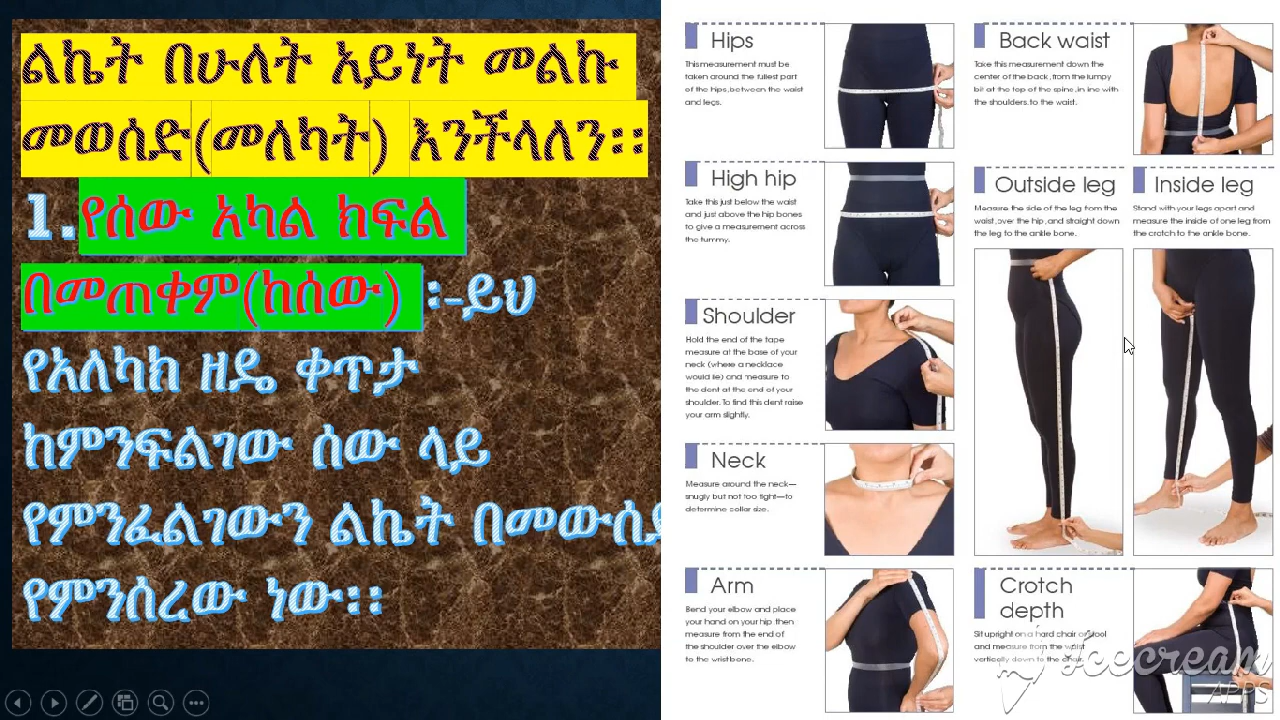 ልኬት በሁለት አይነት መልኩ
መወሰድ(መለካት) እንችላለን፡፡
1.የሰው አካል ክፍል
በመጠቀም(ከሰው) ፡-ይህ
የአለካክ ዘዴ ቀጥታ
ከምንፍልገው ሰው ላይ
የምንፈልገውን ልኬት በመውሰድ
የምንሰረው ነው፡፡
Hips
This measurement must be
taken around the fullest part
of the hips, between the waist
and legs.
High hip
Take this just below the waist
and just above the hip bones
to give a measurement across
the tummy.
Shoulder
Hold the end of the tape
measure at the base of your
neck (where a necklace
would lie) and measure to
the dent at the end of your
shoulder. To find this dent raise
your arm slightly.
Neck
Measure around the neck—
snugly but not too tight—to
determine collar size.
Arm
Bend your elbow and place
your hand on your hip, then
measure from the end of
the shoulder over the elbow
to the wristbone.
Back waist
Take this measurement down the
center of the back, from the lumpy
bit at the top of the spine, in line with
the shoulders, to the waist.
Outside leg
Measure the side of the leg from the
waist, over the hip, and straight down
the leg to the ankle bone.
Inside leg
Stand with your legs apart and
measure the inside of one leg from
the crotch to the ankle bone.
Crotch
depth
Sit upright on a hard chair or stool
and measure from the waist
vertically down to the chair.
Icecream
APPS